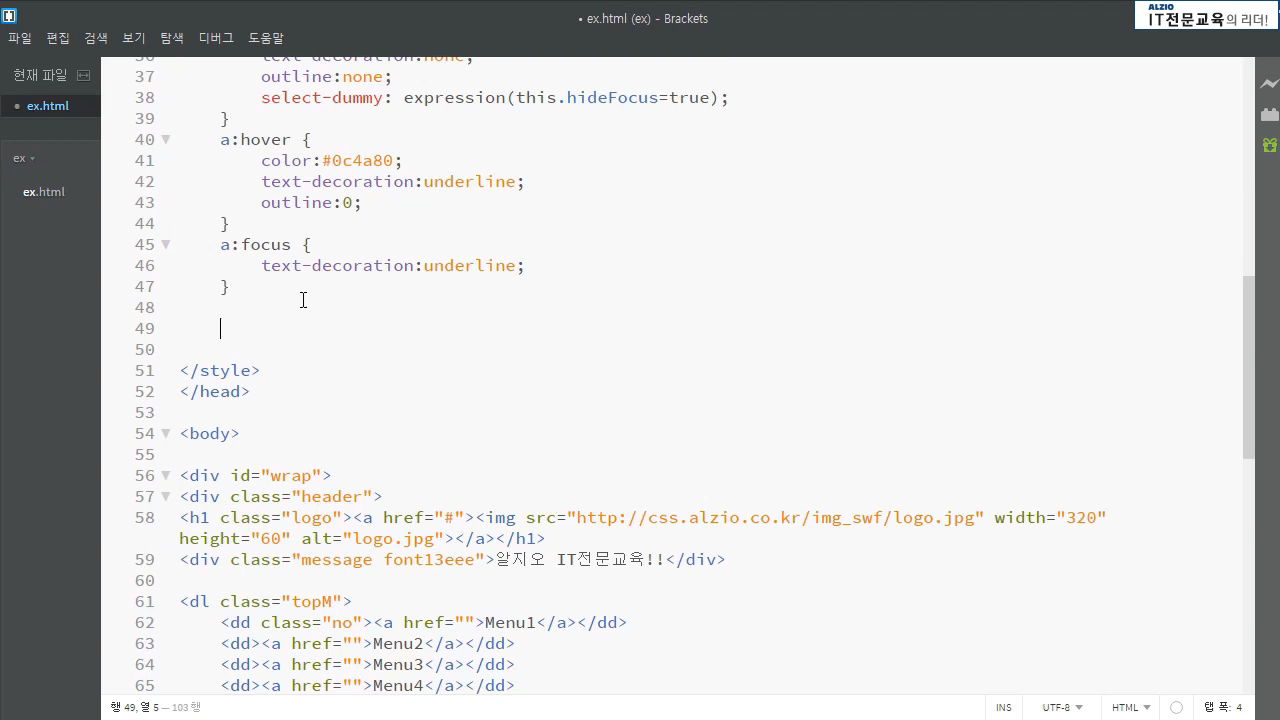 ex.html (ex) - Brackets
ALZIO
IT전문교육의 리더!
파일 편집 검색 보기 탐색 디버그 도움말
현재 파일
ex.html
ex
ex.html
36 text-decoration:none;
37 outline:none;
38 select-dummy: expression(this.hideFocus=true);
39 }
40 a:hover {
41 color:#0c4a80;
42 text-decoration:underline;
43 outline:0;
44 }
45 a:focus {
46 text-decoration:underline;
47 }
48
49
50
51 </style>
52 </head>
53
54 <body>
55
56 <div id="wrap">
57 <div class="header">
58 <h1 class="logo"><a href="#"><img src="http://css.alzio.co.kr/img_swf/logo.jpg" width="320"
height="60" alt="logo.jpg"></a></h1>
59 <div class="message font13eee">알지오 IT전문교육!!</div>
60
61 <dl class="topM">
62 <dd class="no"><a href="">Menu1</a></dd>
63 <dd><a href="">Menu2</a></dd>
64 <dd><a href="">Menu3</a></dd>
65 <dd><a href="">Menu4</a></dd>
행 49, 열 5 — 103 행
INS UTF-8 HTML 탭 폭: 4